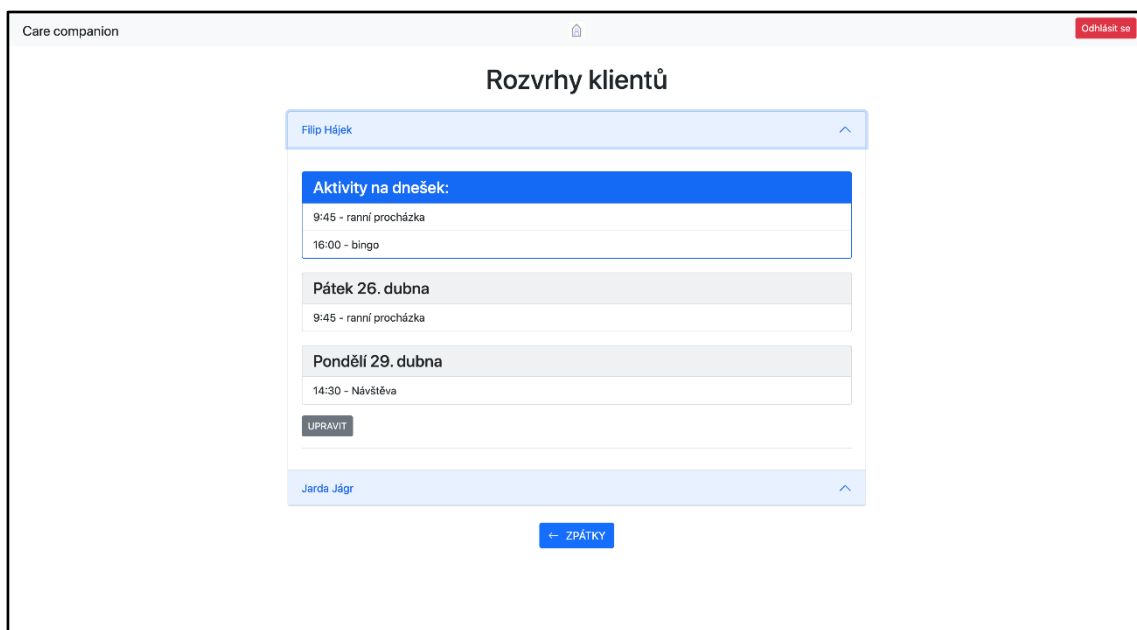 Care companion
Odhlásit se
Rozvrhy klientů
Filip Hájek
Aktivity na dnešek:
9:45 - ranní procházka
16:00 - bingo
Pátek 26. dubna
9:45 - ranní procházka
Pondělí 29. dubna
14:30 - Návštěva
UPRAVIT
Jarda Jágr
← ZPÁTKY